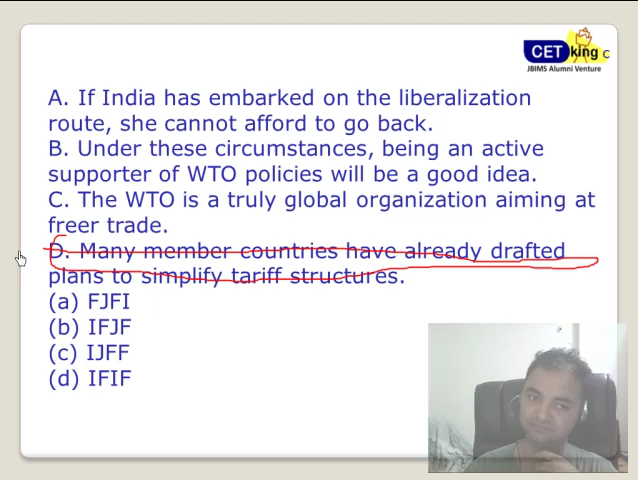 CET king C
JBIMS Alumni Venture
A. If India has embarked on the liberalization
route, she cannot afford to go back.
B. Under these circumstances, being an active
supporter of WTO policies will be a good idea.
C. The WTO is a truly global organization aiming at
freer trade.
D. Many member countries have already drafted
plans to simplify tariff structures.
(a) FJFI
(b) IFJF
(c) IJFF
(d) IFIF